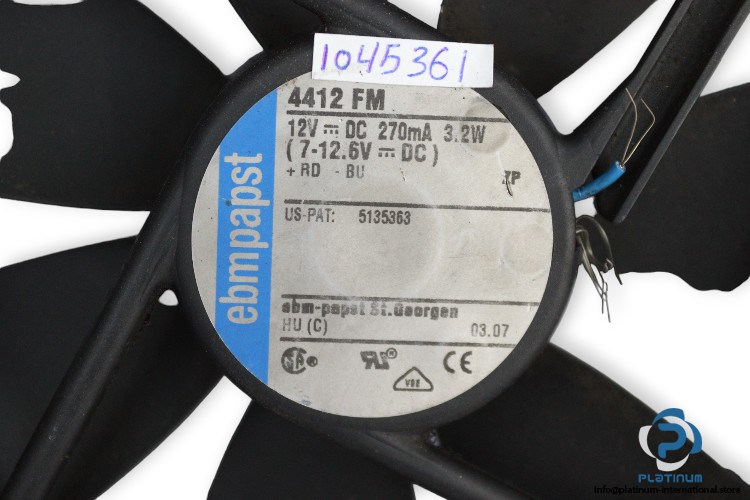 1045361
4412 FM
12V ⎓ DC 270mA 3.2W
(7-12.6V ⎓ DC)
+ RD - BU
ZP
US-PAT: 5135363
ebmpapst
ebm-papst St.Georgen
HU (C) 03.07
SA ®
VDE
CE
PLATINUM
info@platinum-international.store